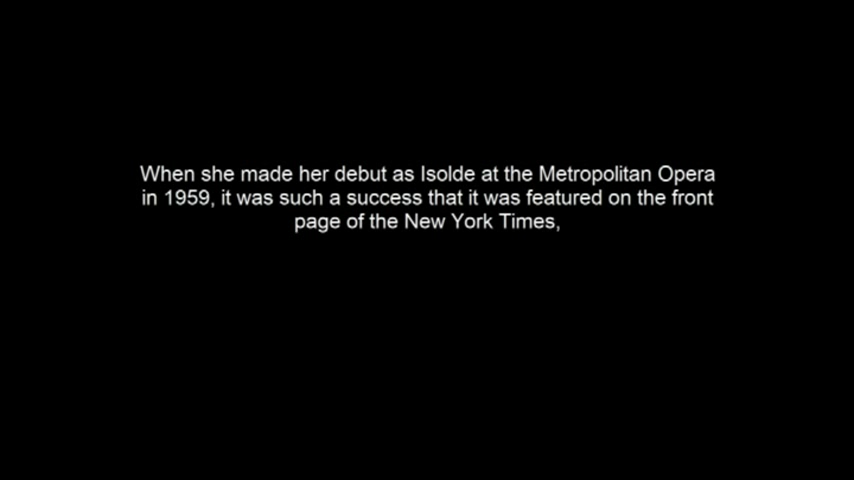 When she made her debut as Isolde at the Metropolitan Opera
in 1959, it was such a success that it was featured on the front
page of the New York Times,